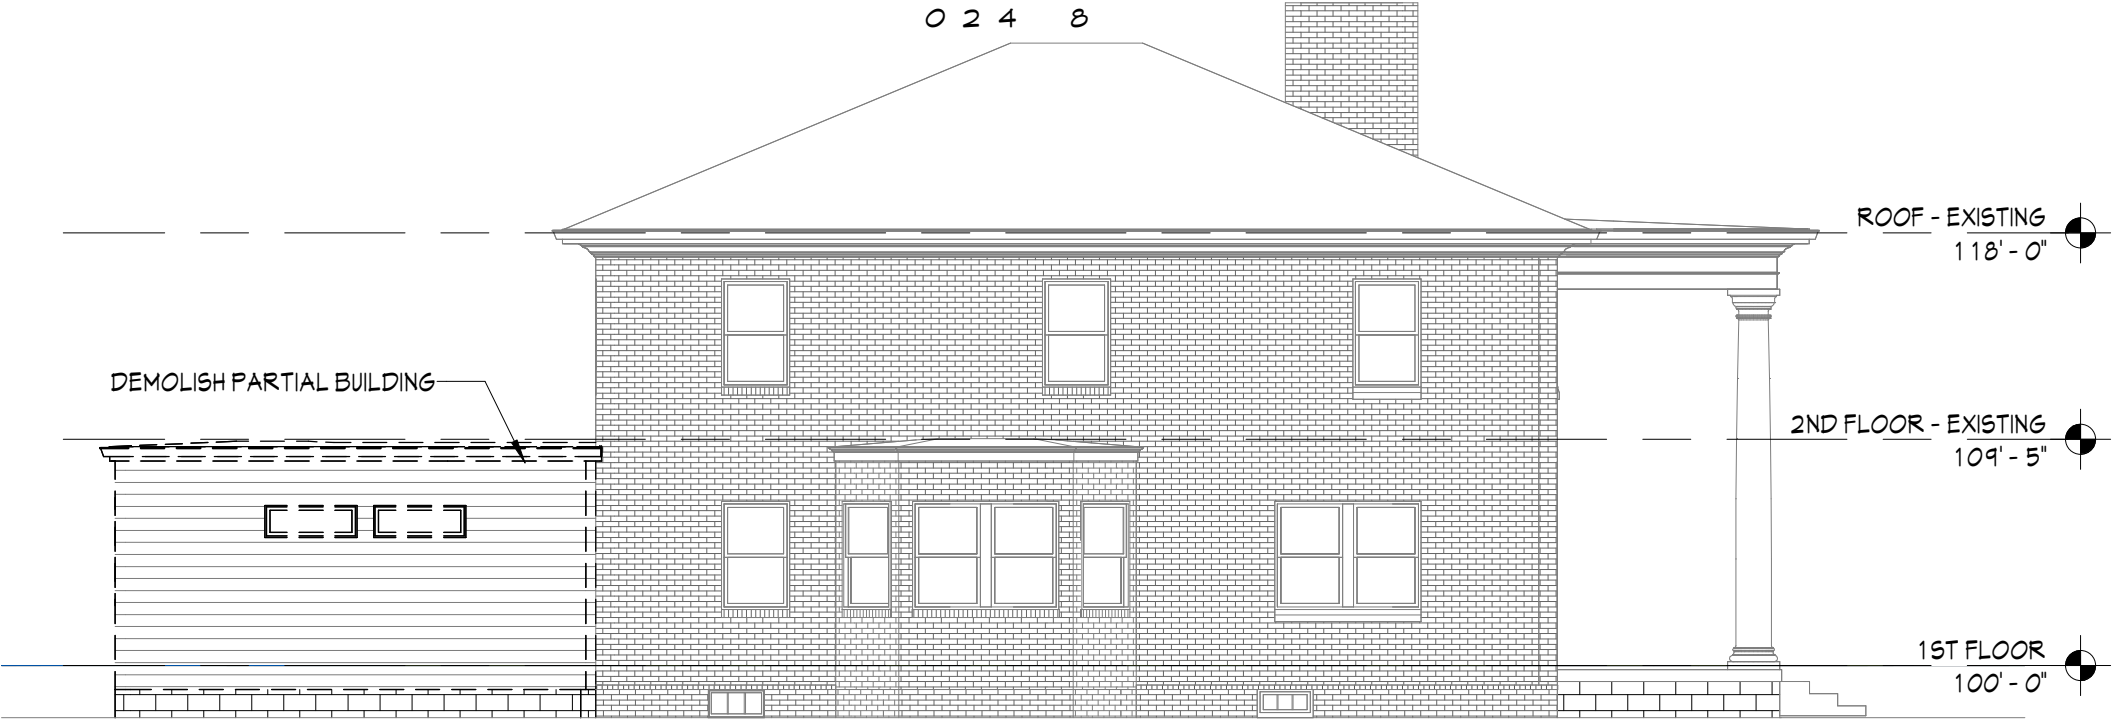 0 2 4 8
ROOF - EXISTING
118' - 0"
DEMOLISH PARTIAL BUILDING
2ND FLOOR - EXISTING
109' - 5"
1ST FLOOR
100' - 0"